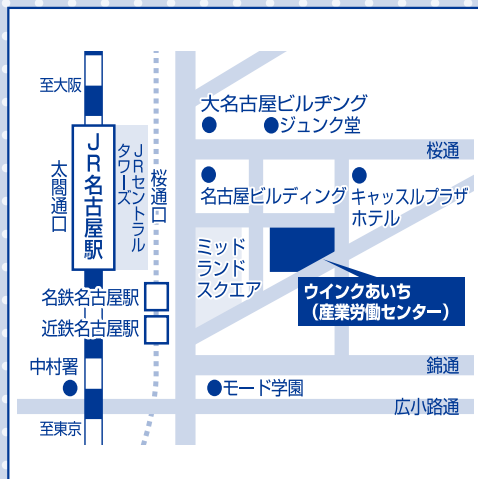 至大阪
大名古屋ビルヂング
ジュンク堂
桜通
JR名古屋駅
JRセントラル
タワーズ
桜通口
太閤通口
名古屋ビルディング
キャッスルプラザ
ホテル
ミッド
ランド
スクエア
ウインクあいち
（産業労働センター）
名鉄名古屋駅
近鉄名古屋駅
中村署
モード学園
錦通
広小路通
至東京